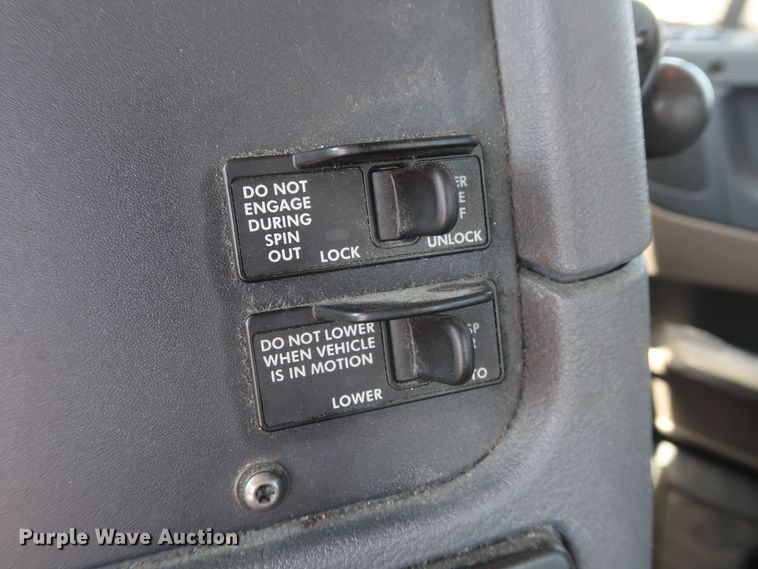 DO NOT
ENGAGE
DURING
SPIN
OUT
LOCK
UNLOCK
DO NOT LOWER
WHEN VEHICLE
IS IN MOTION
LOWER
Purple Wave Auction